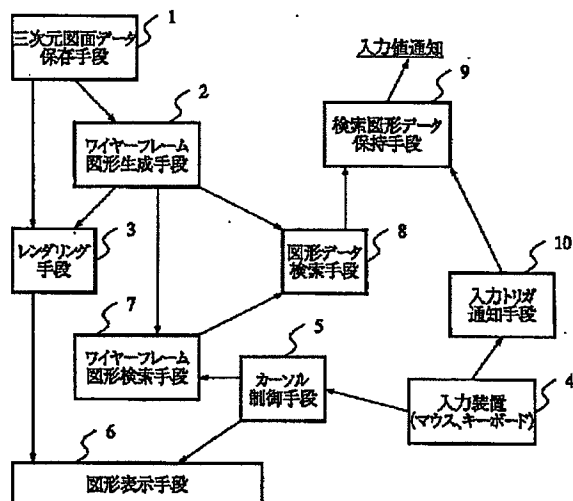 三次元図面データ
保存手段
1
入力値通知
2
9
ワイヤーフレーム
図形生成手段
検索図形データ
保持手段
3
レンダリング
手段
8
図形データ
検索手段
10
入力トリガ
通知手段
7
ワイヤーフレーム
図形検索手段
5
カーソル
制御手段
4
入力装置
(マウス、キーボード)
6
図形表示手段